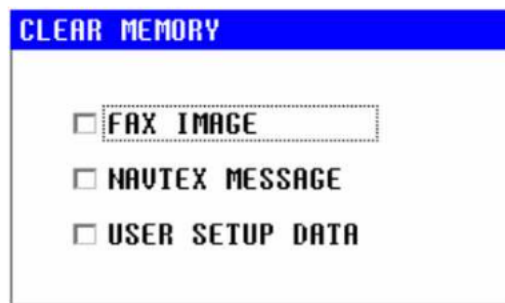 CLEAR MEMORY
FAX IMAGE
NAVTEX MESSAGE
USER SETUP DATA